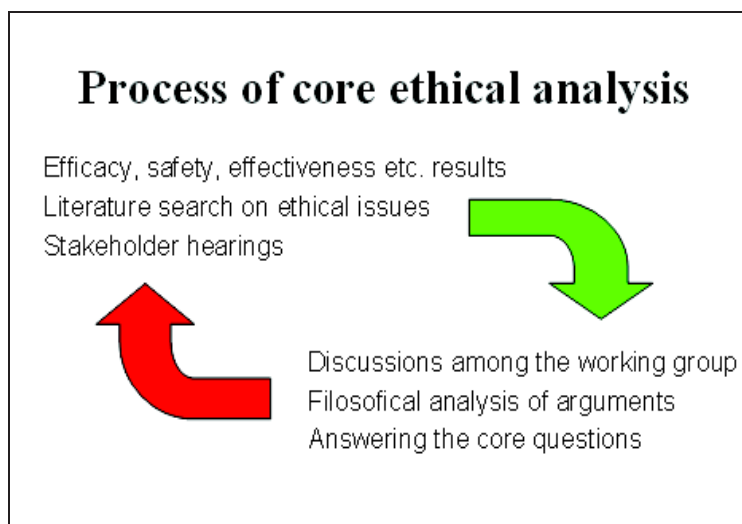 Process of core ethical analysis
Efficacy, safety, effectiveness etc. results
Literature search on ethical issues
Stakeholder hearings
Discussions among the working group
Filosofical analysis of arguments
Answering the core questions